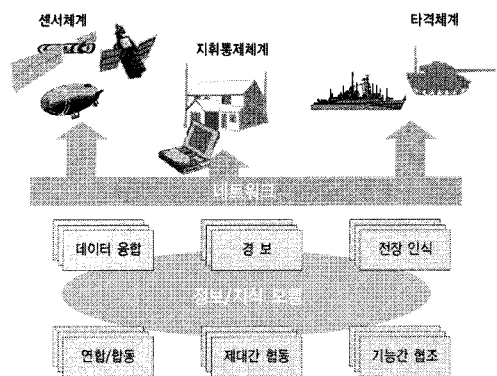 센서체계
타격체계
지휘통제체계
네트워크
데이터 융합
경 보
전장 인식
정보/지식 모델
연합/합동
제대간 협동
기능간 협조